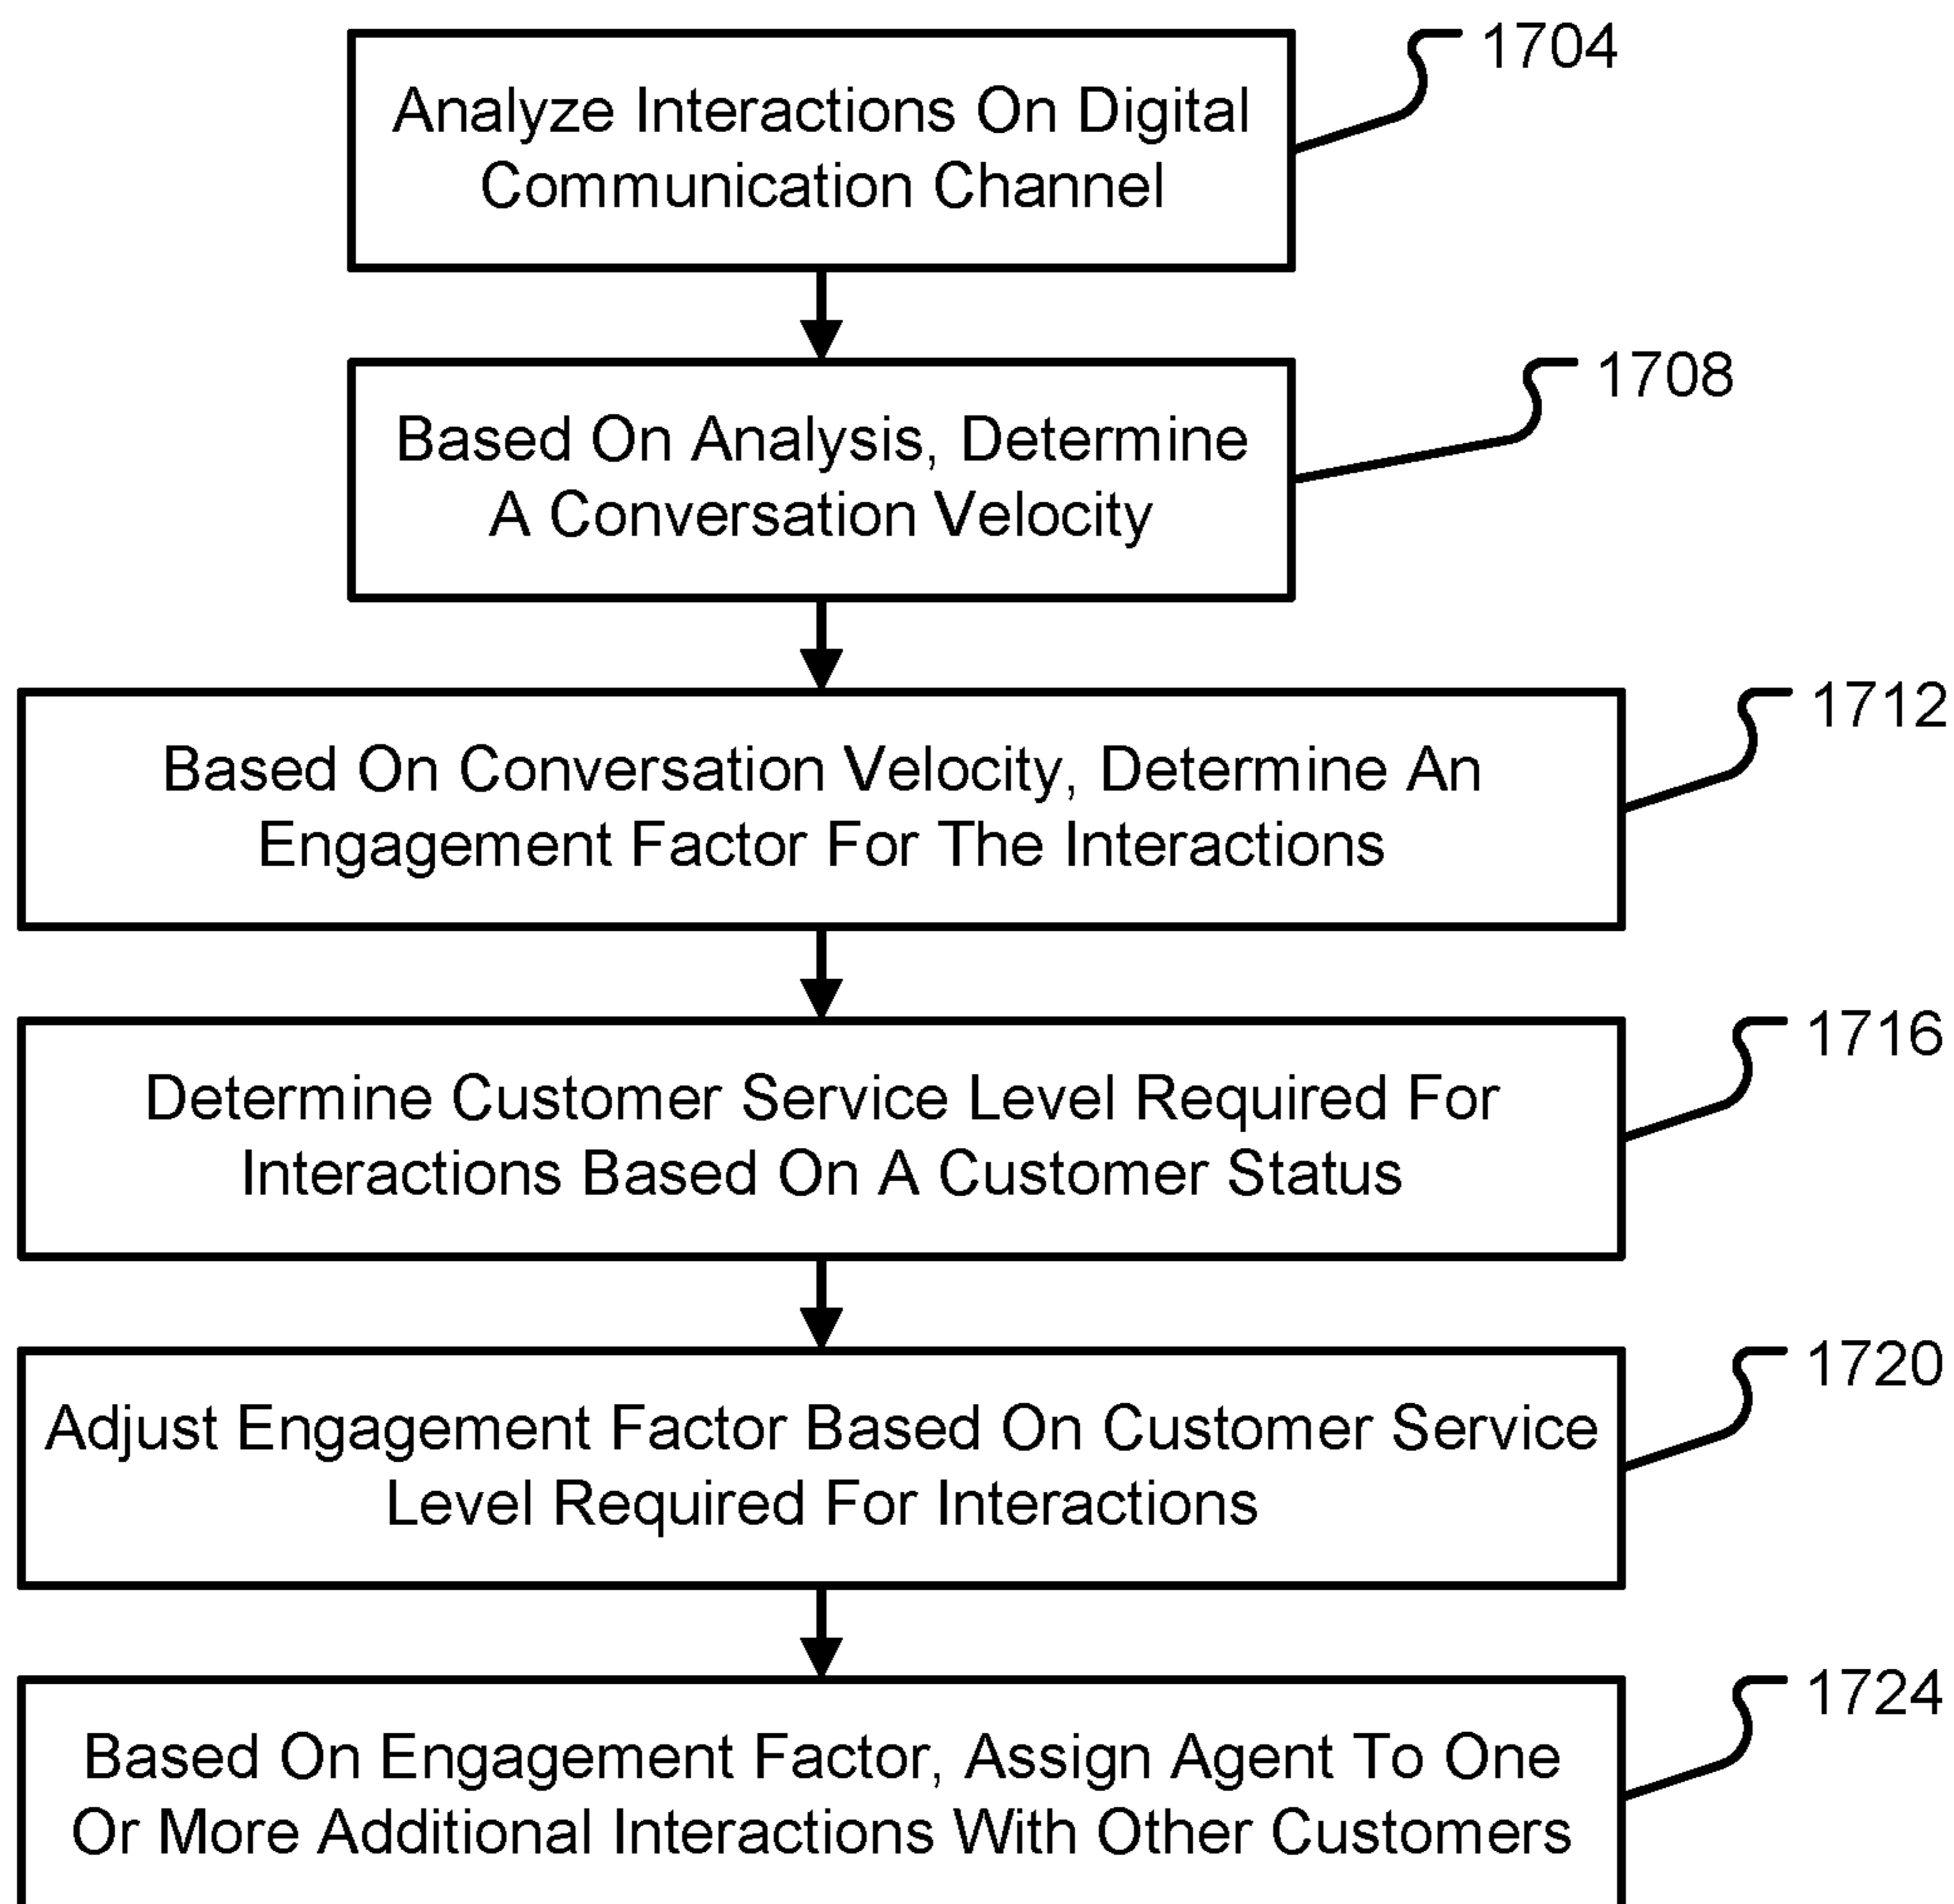 1704
Analyze Interactions On Digital
Communication Channel
1708
Based On Analysis, Determine
A Conversation Velocity
1712
Based On Conversation Velocity, Determine An
Engagement Factor For The Interactions
1716
Determine Customer Service Level Required For
Interactions Based On A Customer Status
1720
Adjust Engagement Factor Based On Customer Service
Level Required For Interactions
1724
Based On Engagement Factor, Assign Agent To One
Or More Additional Interactions With Other Customers